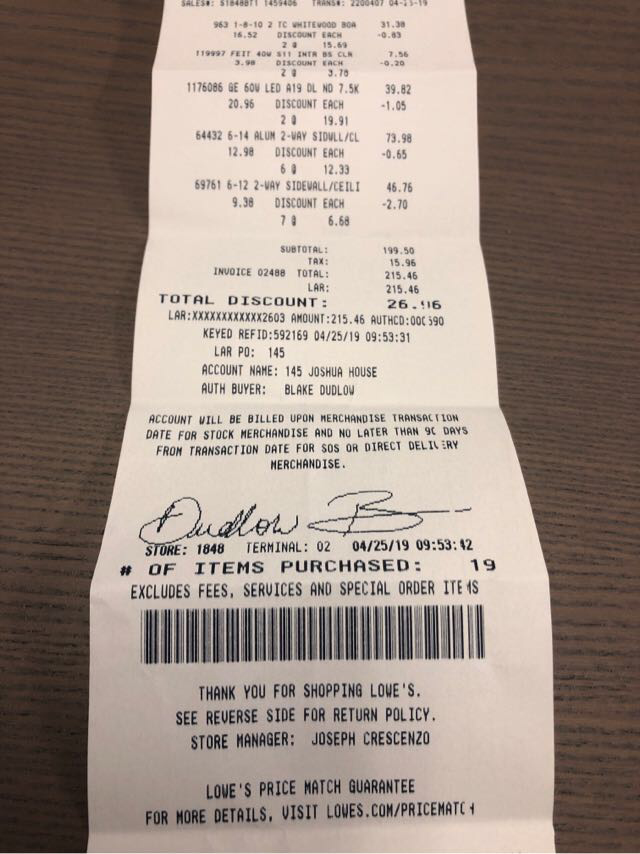 SALES#: S1848BT1 1459406 TRANS#: 2200407 04-25-19
963 1-8-10 2 TC WHITEWOOD BOA 31.38
16.52 DISCOUNT EACH -0.83
2 @ 15.69
119997 FEIT 40W S11 INTR BS CLR 7.56
3.98 DISCOUNT EACH -0.20
2 @ 3.78
1176086 GE 60W LED A19 DL ND 7.5K 39.82
20.96 DISCOUNT EACH -1.05
2 @ 19.91
64432 6-14 ALUM 2-WAY SIDWLL/CL 73.98
12.98 DISCOUNT EACH -0.65
6 @ 12.33
69761 6-12 2-WAY SIDEWALL/CEILI 46.76
9.38 DISCOUNT EACH -2.70
7 @ 6.68
SUBTOTAL: 199.50
TAX: 15.96
INVOICE 02488 TOTAL: 215.46
LAR: 215.46
TOTAL DISCOUNT:
LAR:XXXXXXXXXXXX2603 AMOUNT:215.46 AUTHCD:000590
KEYED REFID:592169 04/25/19 09:53:31
LAR PO: 145
ACCOUNT NAME: 145 JOSHUA HOUSE
AUTH BUYER: BLAKE DUDLOW
ACCOUNT WILL BE BILLED UPON MERCHANDISE TRANSACTION
DATE FOR STOCK MERCHANDISE AND NO LATER THAN 90 DAYS
FROM TRANSACTION DATE FOR SOS OR DIRECT DELIVERY
MERCHANDISE.
Dudlow B
STORE: 1848 TERMINAL: 02 04/25/19 09:53:42
# OF ITEMS PURCHASED: 19
EXCLUDES FEES, SERVICES AND SPECIAL ORDER ITEMS
THANK YOU FOR SHOPPING LOWE'S.
SEE REVERSE SIDE FOR RETURN POLICY.
STORE MANAGER: JOSEPH CRESCENZO
LOWE'S PRICE MATCH GUARANTEE
FOR MORE DETAILS, VISIT LOWES.COM/PRICEMATCH